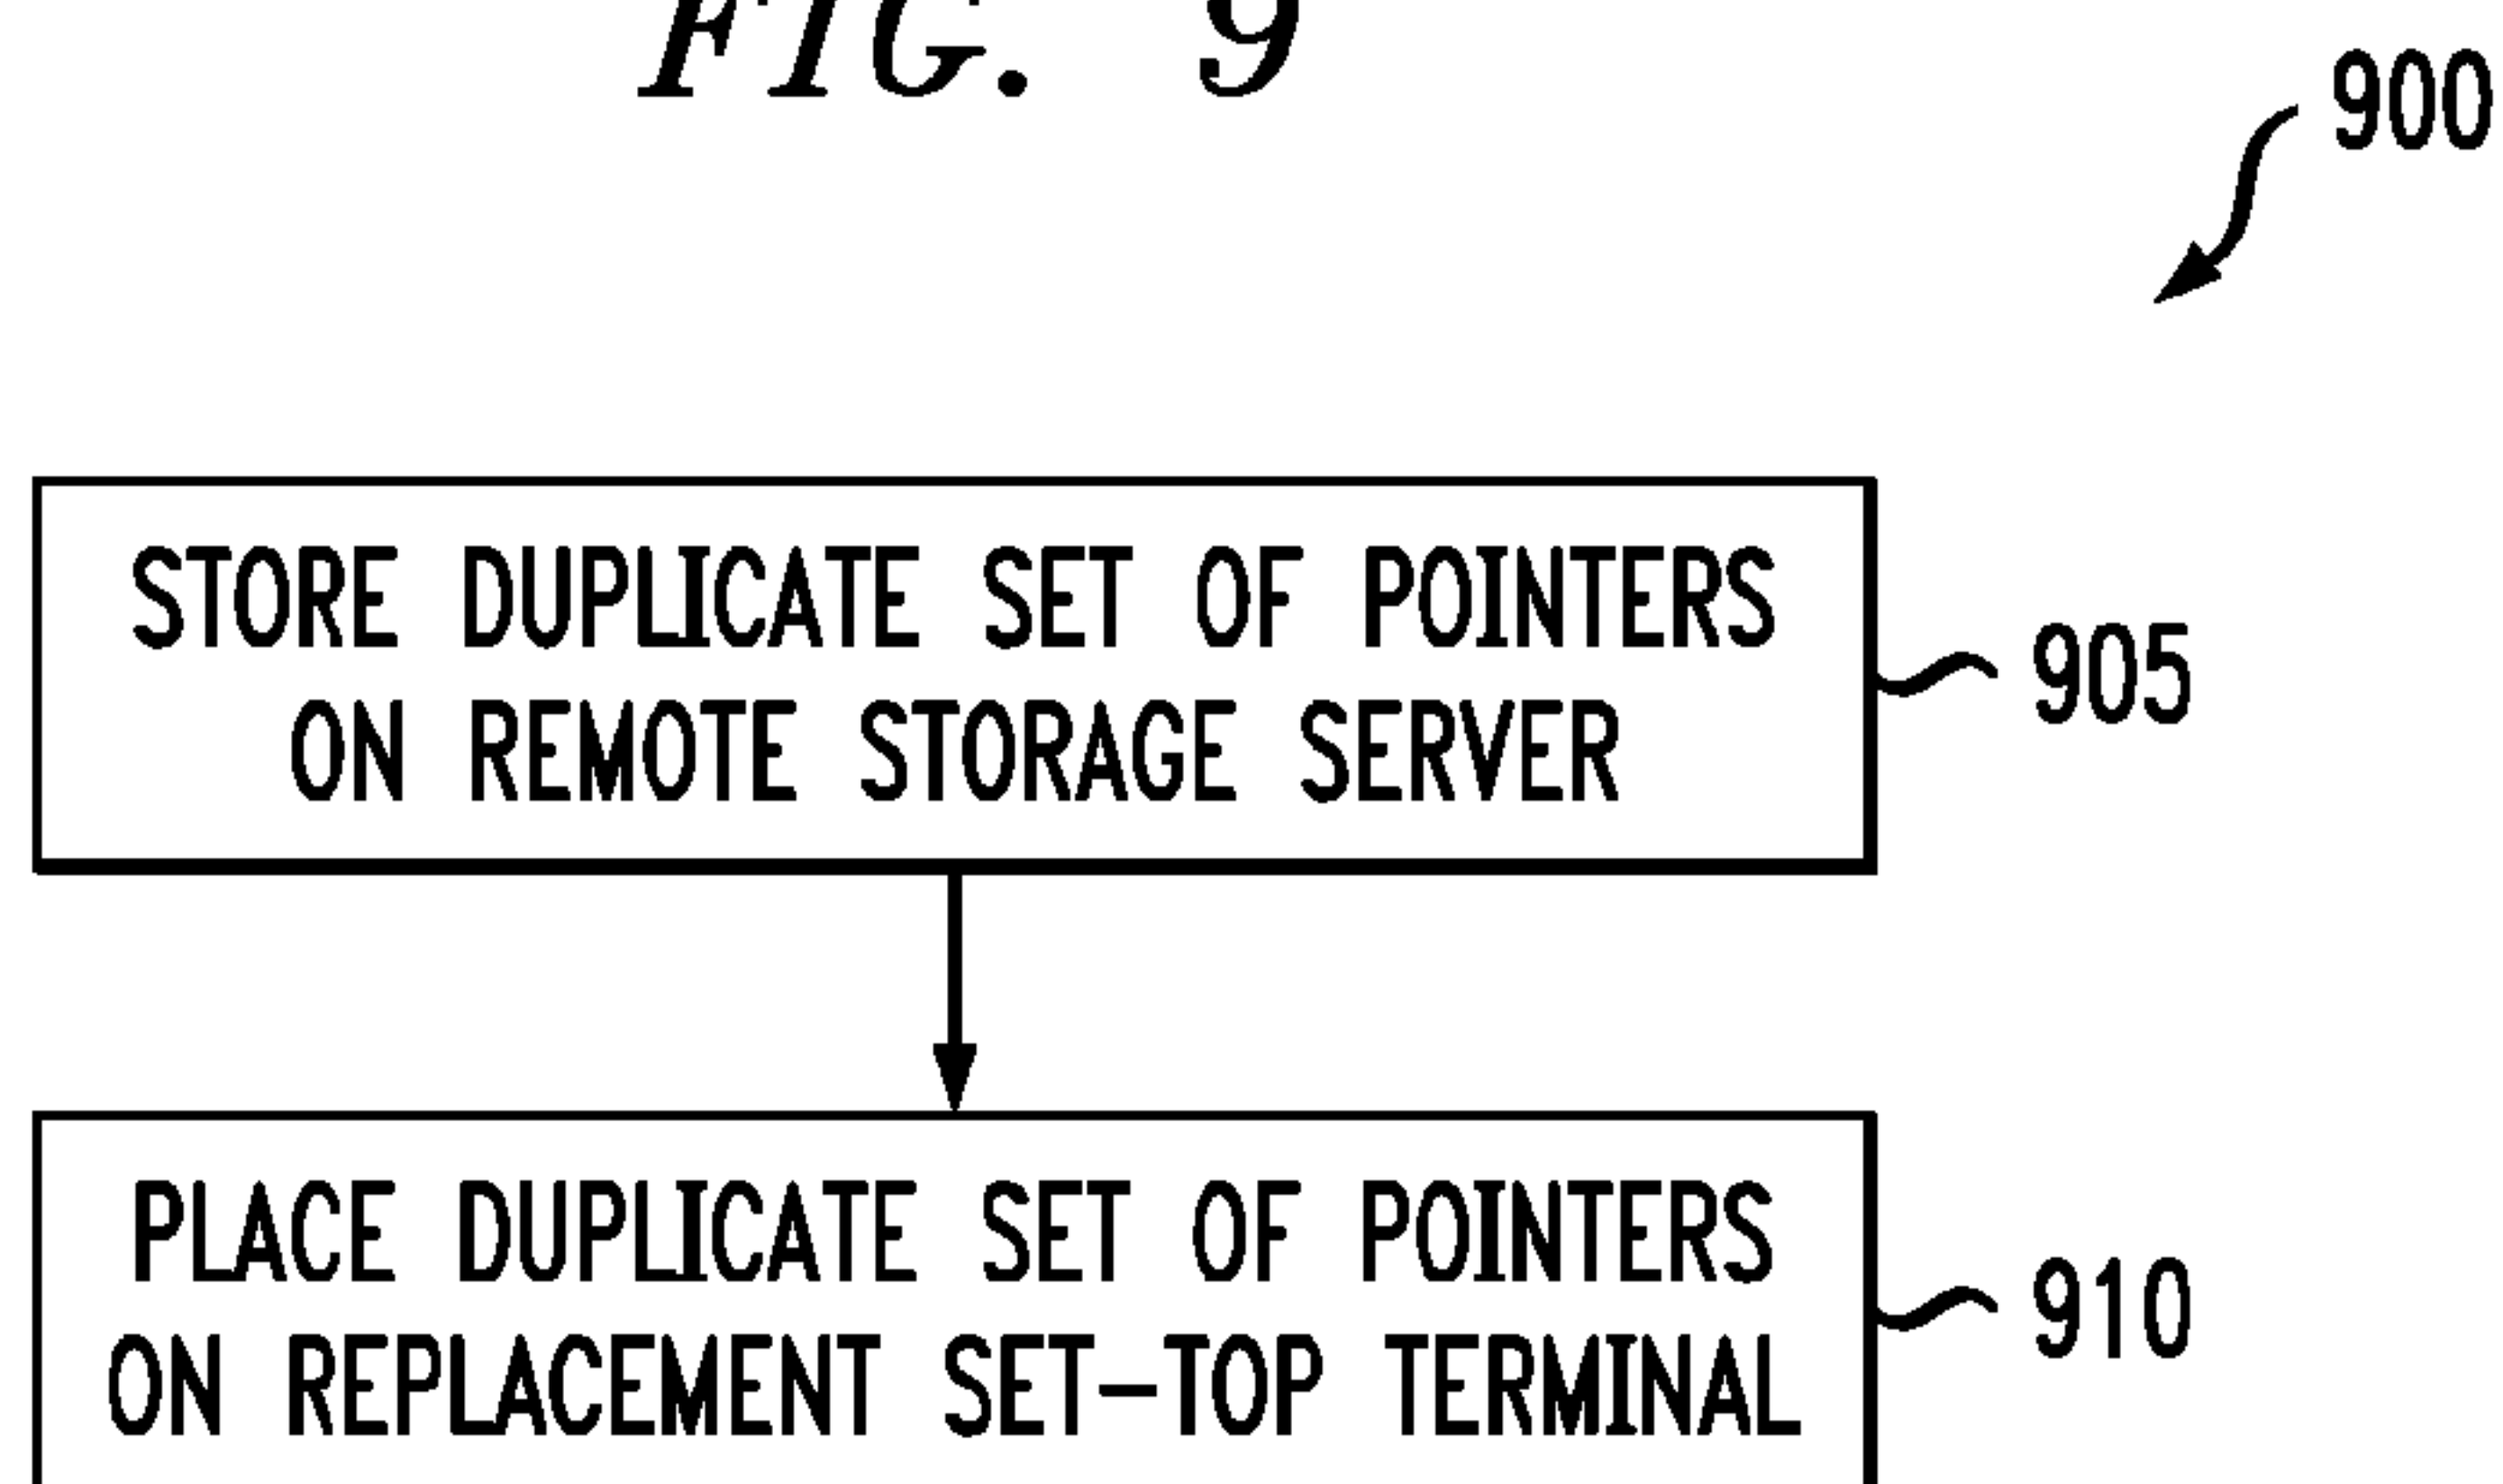 FIG. 9
900
STORE DUPLICATE SET OF POINTERS
ON REMOTE STORAGE SERVER
905
PLACE DUPLICATE SET OF POINTERS
ON REPLACEMENT SET-TOP TERMINAL
910